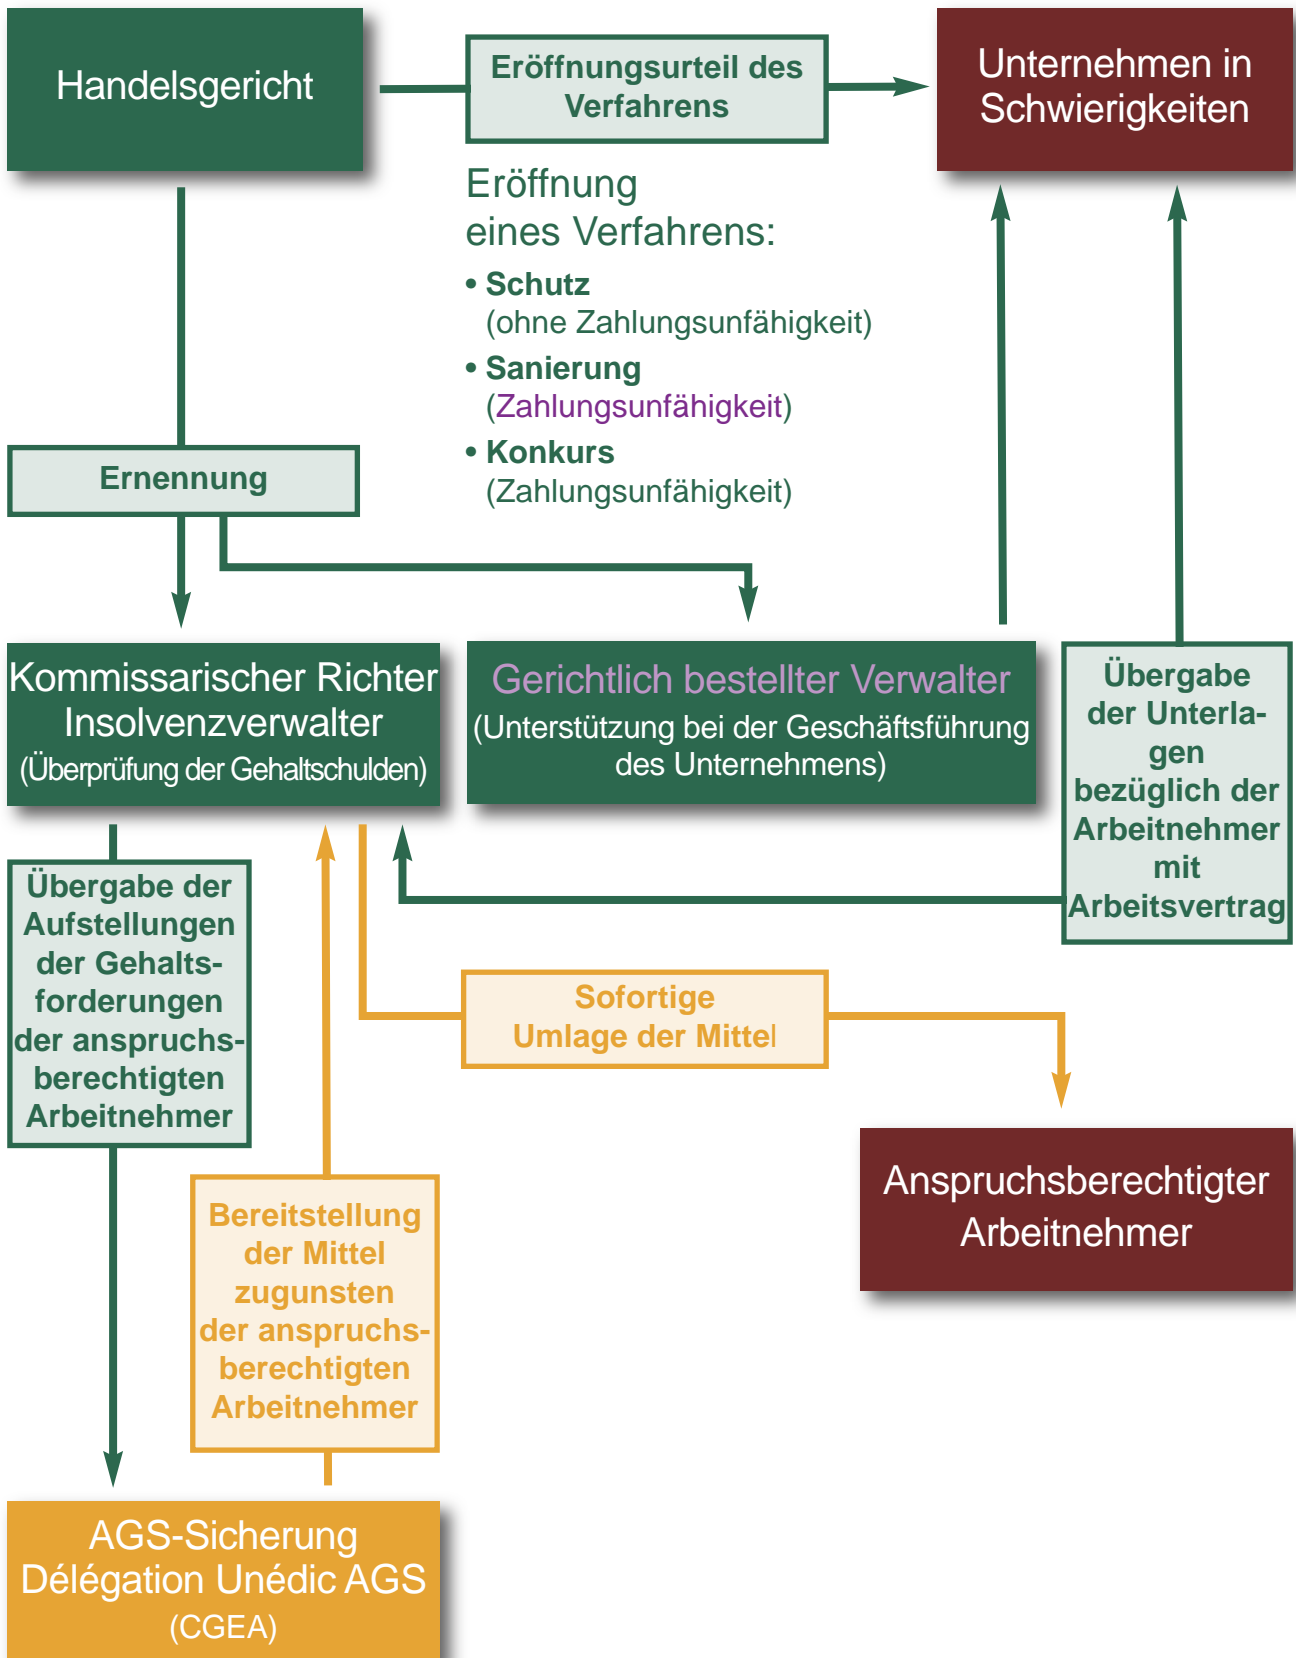 Handelsgericht
Eröffnungsurteil des
Verfahrens
Unternehmen in
Schwierigkeiten
Eröffnung
eines Verfahrens:
• Schutz
(ohne Zahlungsunfähigkeit)
• Sanierung
(Zahlungsunfähigkeit)
• Konkurs
(Zahlungsunfähigkeit)
Ernennung
Kommissarischer Richter
Insolvenzverwalter
(Überprüfung der Gehaltschulden)
Gerichtlich bestellter Verwalter
(Unterstützung bei der Geschäftsführung
des Unternehmens)
Übergabe
der Unterla-
gen
bezüglich der
Arbeitnehmer
mit
Arbeitsvertrag
Übergabe der
Aufstellungen
der Gehalts-
forderungen
der anspruchs-
berechtigten
Arbeitnehmer
Sofortige
Umlage der Mittel
Anspruchsberechtigter
Arbeitnehmer
Bereitstellung
der Mittel
zugunsten
der anspruchs-
berechtigten
Arbeitnehmer
AGS-Sicherung
Délégation Unédic AGS
(CGEA)